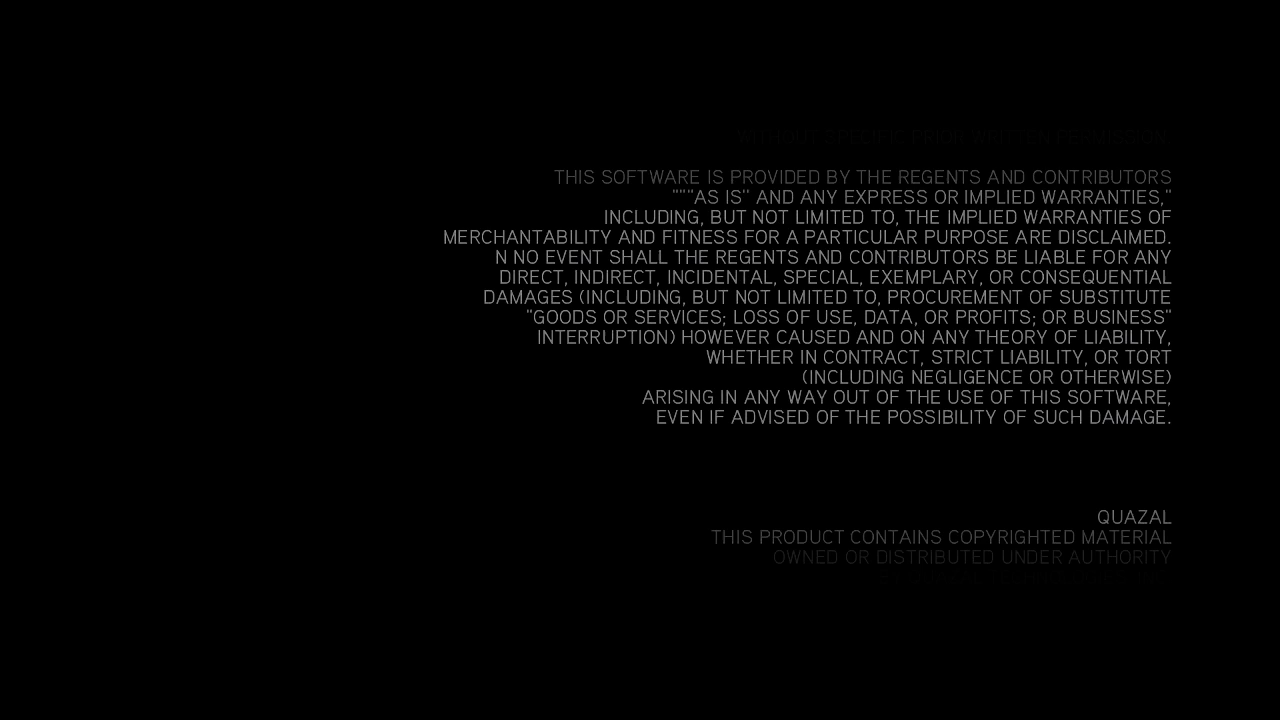 WITHOUT SPECIFIC PRIOR WRITTEN PERMISSION.
THIS SOFTWARE IS PROVIDED BY THE REGENTS AND CONTRIBUTORS
"""AS IS" AND ANY EXPRESS OR IMPLIED WARRANTIES,"
INCLUDING, BUT NOT LIMITED TO, THE IMPLIED WARRANTIES OF
MERCHANTABILITY AND FITNESS FOR A PARTICULAR PURPOSE ARE DISCLAIMED.
N NO EVENT SHALL THE REGENTS AND CONTRIBUTORS BE LIABLE FOR ANY
DIRECT, INDIRECT, INCIDENTAL, SPECIAL, EXEMPLARY, OR CONSEQUENTIAL
DAMAGES (INCLUDING, BUT NOT LIMITED TO, PROCUREMENT OF SUBSTITUTE
"GOODS OR SERVICES; LOSS OF USE, DATA, OR PROFITS; OR BUSINESS"
INTERRUPTION) HOWEVER CAUSED AND ON ANY THEORY OF LIABILITY,
WHETHER IN CONTRACT, STRICT LIABILITY, OR TORT
(INCLUDING NEGLIGENCE OR OTHERWISE)
ARISING IN ANY WAY OUT OF THE USE OF THIS SOFTWARE,
EVEN IF ADVISED OF THE POSSIBILITY OF SUCH DAMAGE.
QUAZAL
THIS PRODUCT CONTAINS COPYRIGHTED MATERIAL
OWNED OR DISTRIBUTED UNDER AUTHORITY